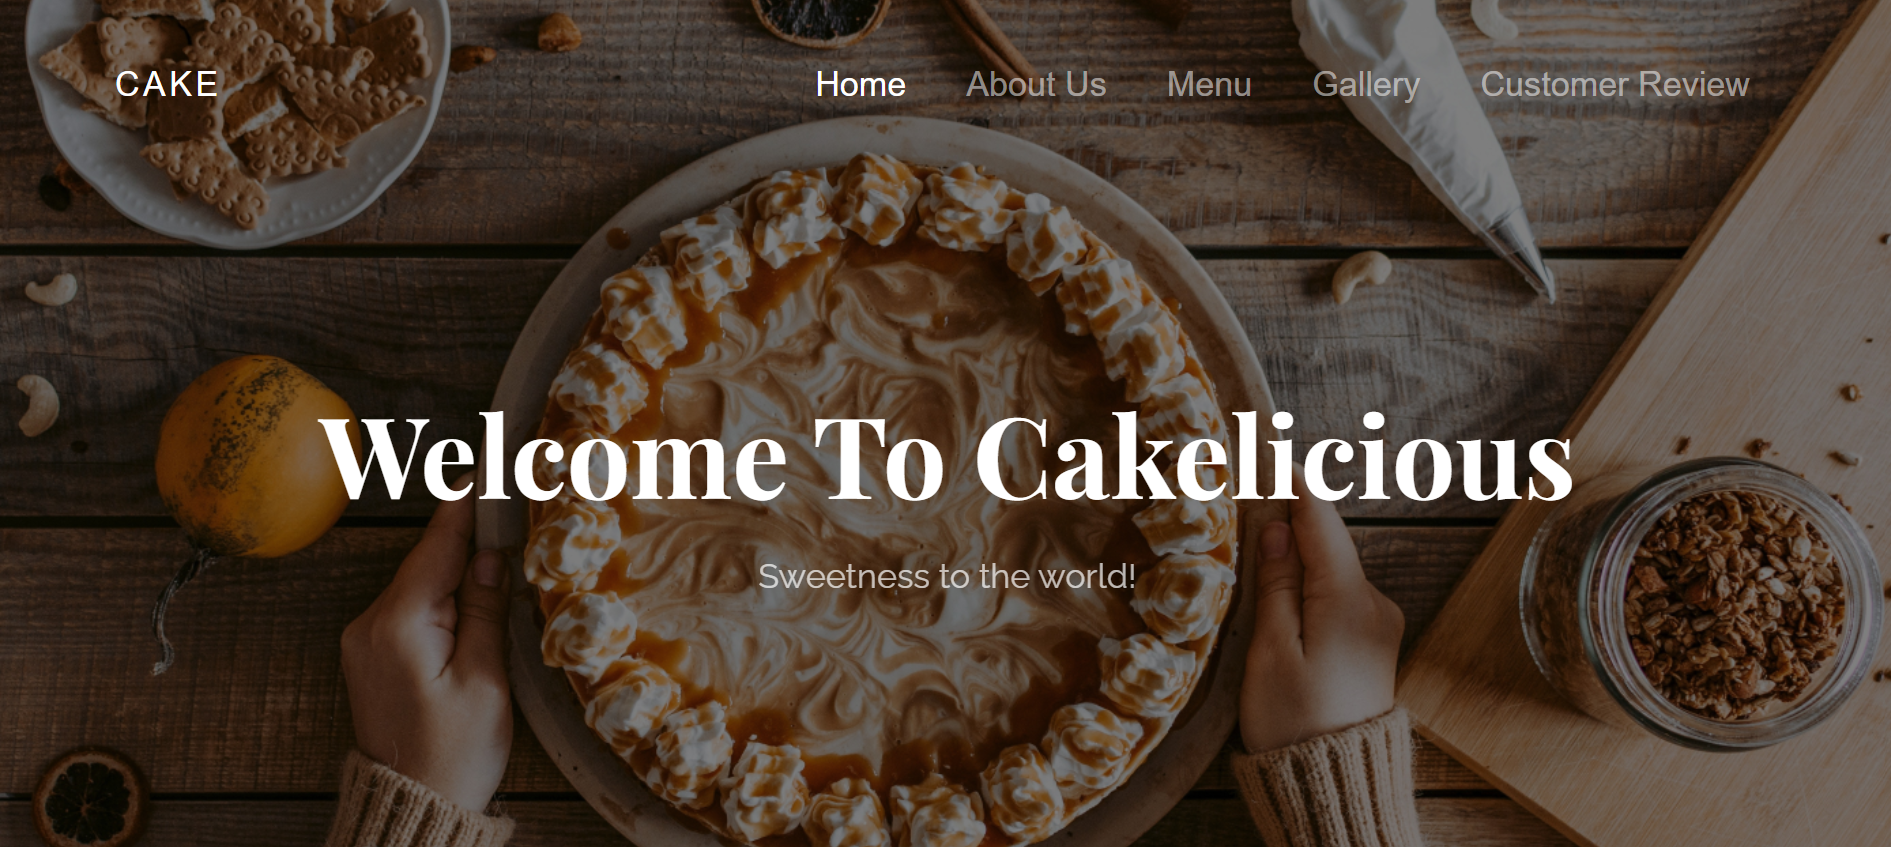 CAKE Home About Us Menu Gallery Customer Review
Welcome To Cakelicious
Sweetness to the world!